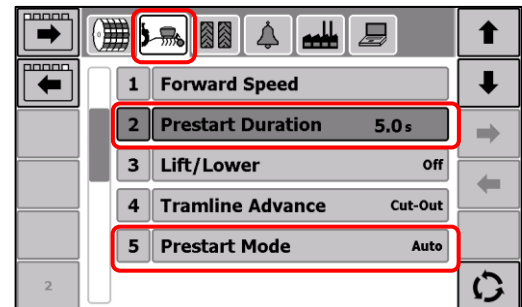 1 Forward Speed
2 Prestart Duration 5.0 s
3 Lift/Lower Off
4 Tramline Advance Cut-Out
5 Prestart Mode Auto
2